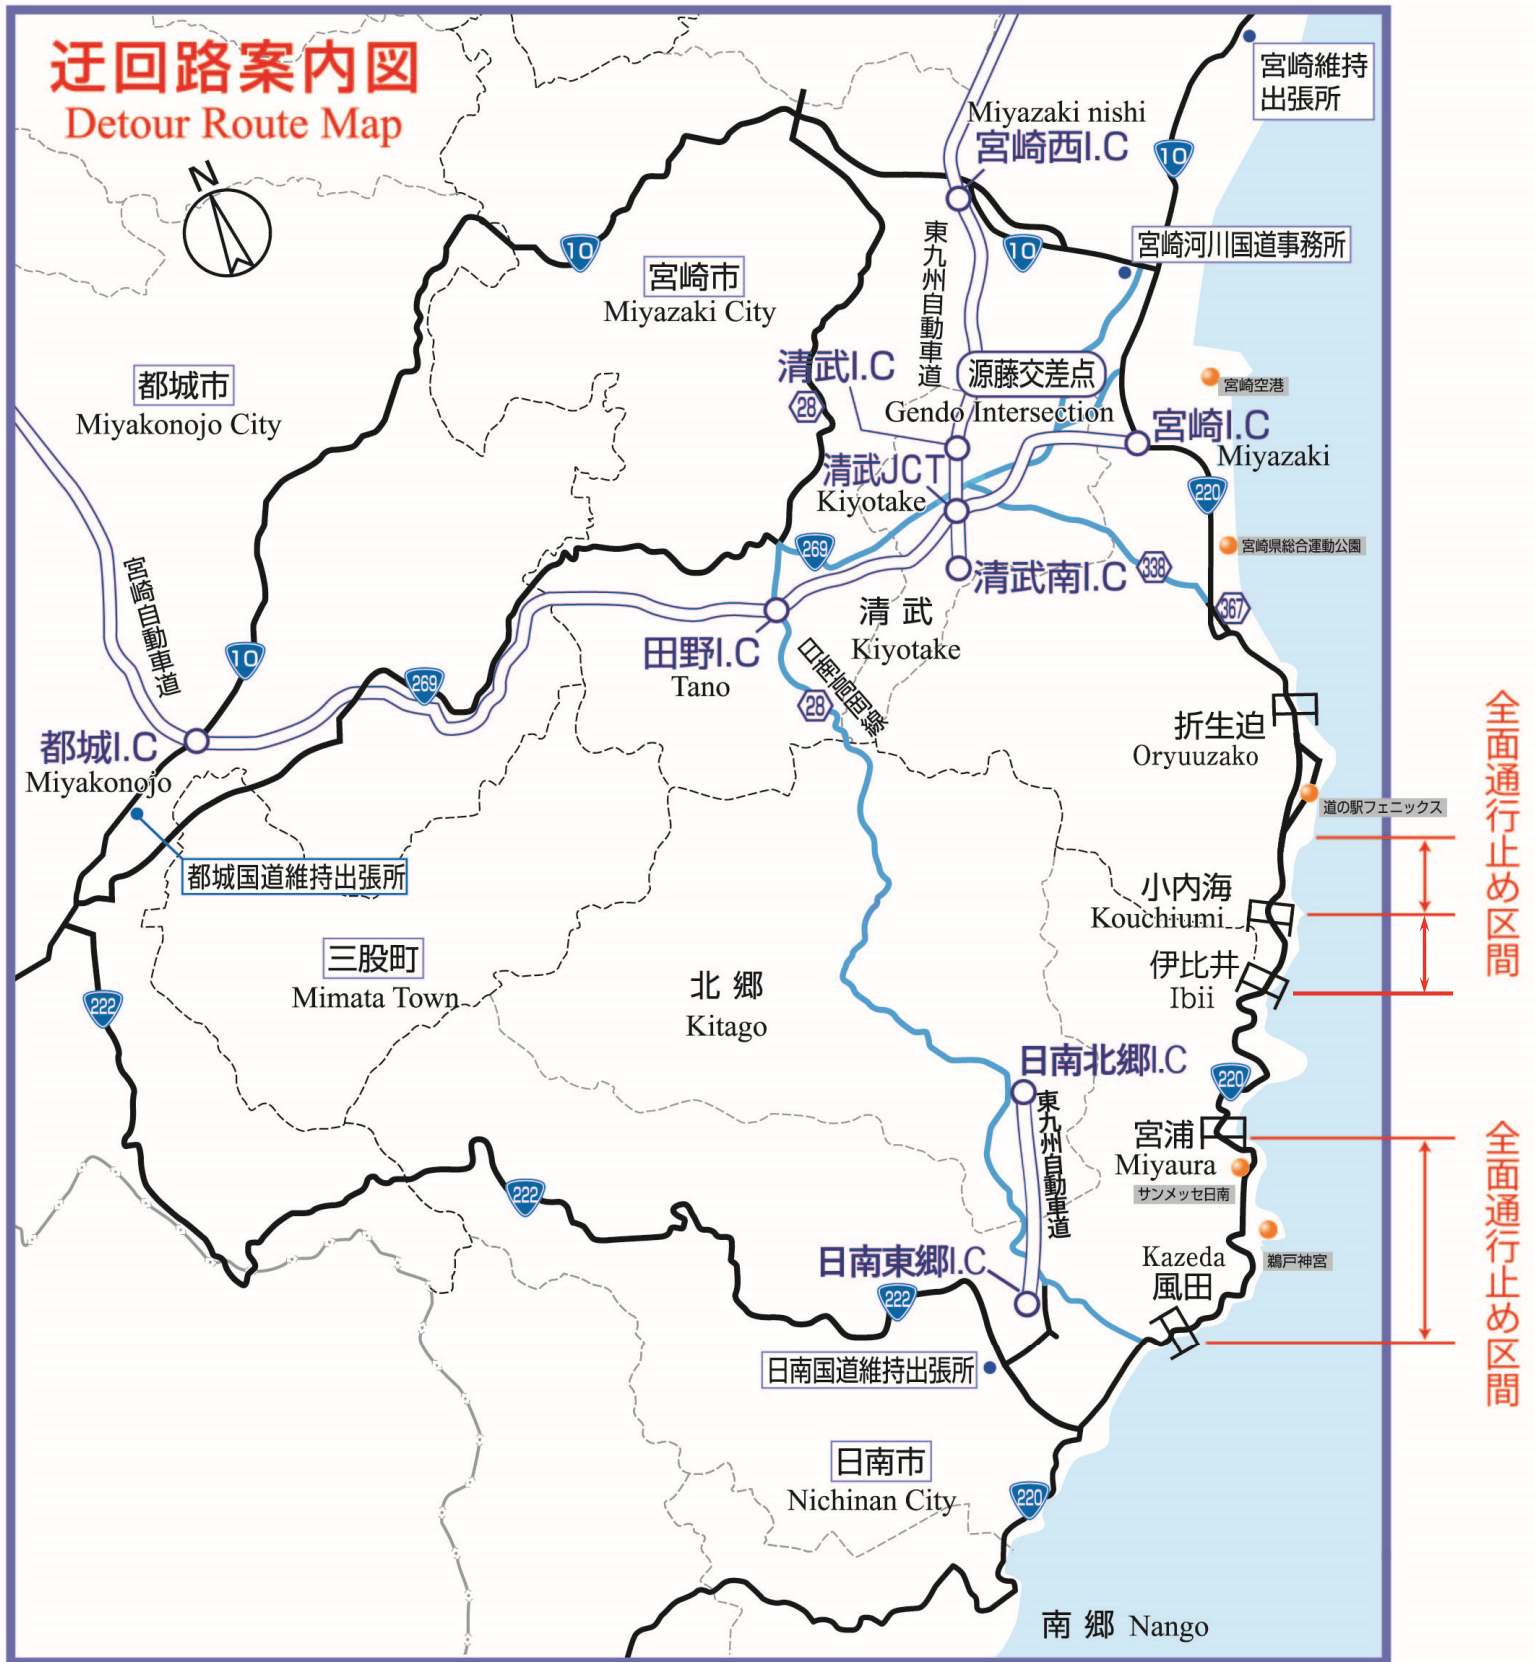 迂回路案内図
Detour Route Map
N
宮崎維持
出張所
Miyazaki nishi
宮崎西I.C
10
10
10
宮崎河川国道事務所
東九州自動車道
宮崎市
Miyazaki City
都城市
Miyakonojo City
清武I.C
源藤交差点
Gendo Intersection
宮崎空港
28
宮崎I.C
Miyazaki
清武JCT
Kiyotake
220
宮崎県総合運動公園
269
清武南I.C
338
367
宮崎自動車道
清武
Kiyotake
田野I.C
Tano
日南高岡線
28
10
269
都城I.C
Miyakonojo
折生迫
Oryuuzako
道の駅フェニックス
全面通行止め区間
都城国道維持出張所
小内海
Kouchiumi
三股町
Mimata Town
伊比井
Ibii
北郷
Kitago
222
日南北郷I.C
220
東九州自動車道
宮浦
Miyaura
サンメッセ日南
全面通行止め区間
222
鵜戸神宮
Kazeda
風田
日南東郷I.C
222
日南国道維持出張所
日南市
Nichinan City
220
南郷 Nango